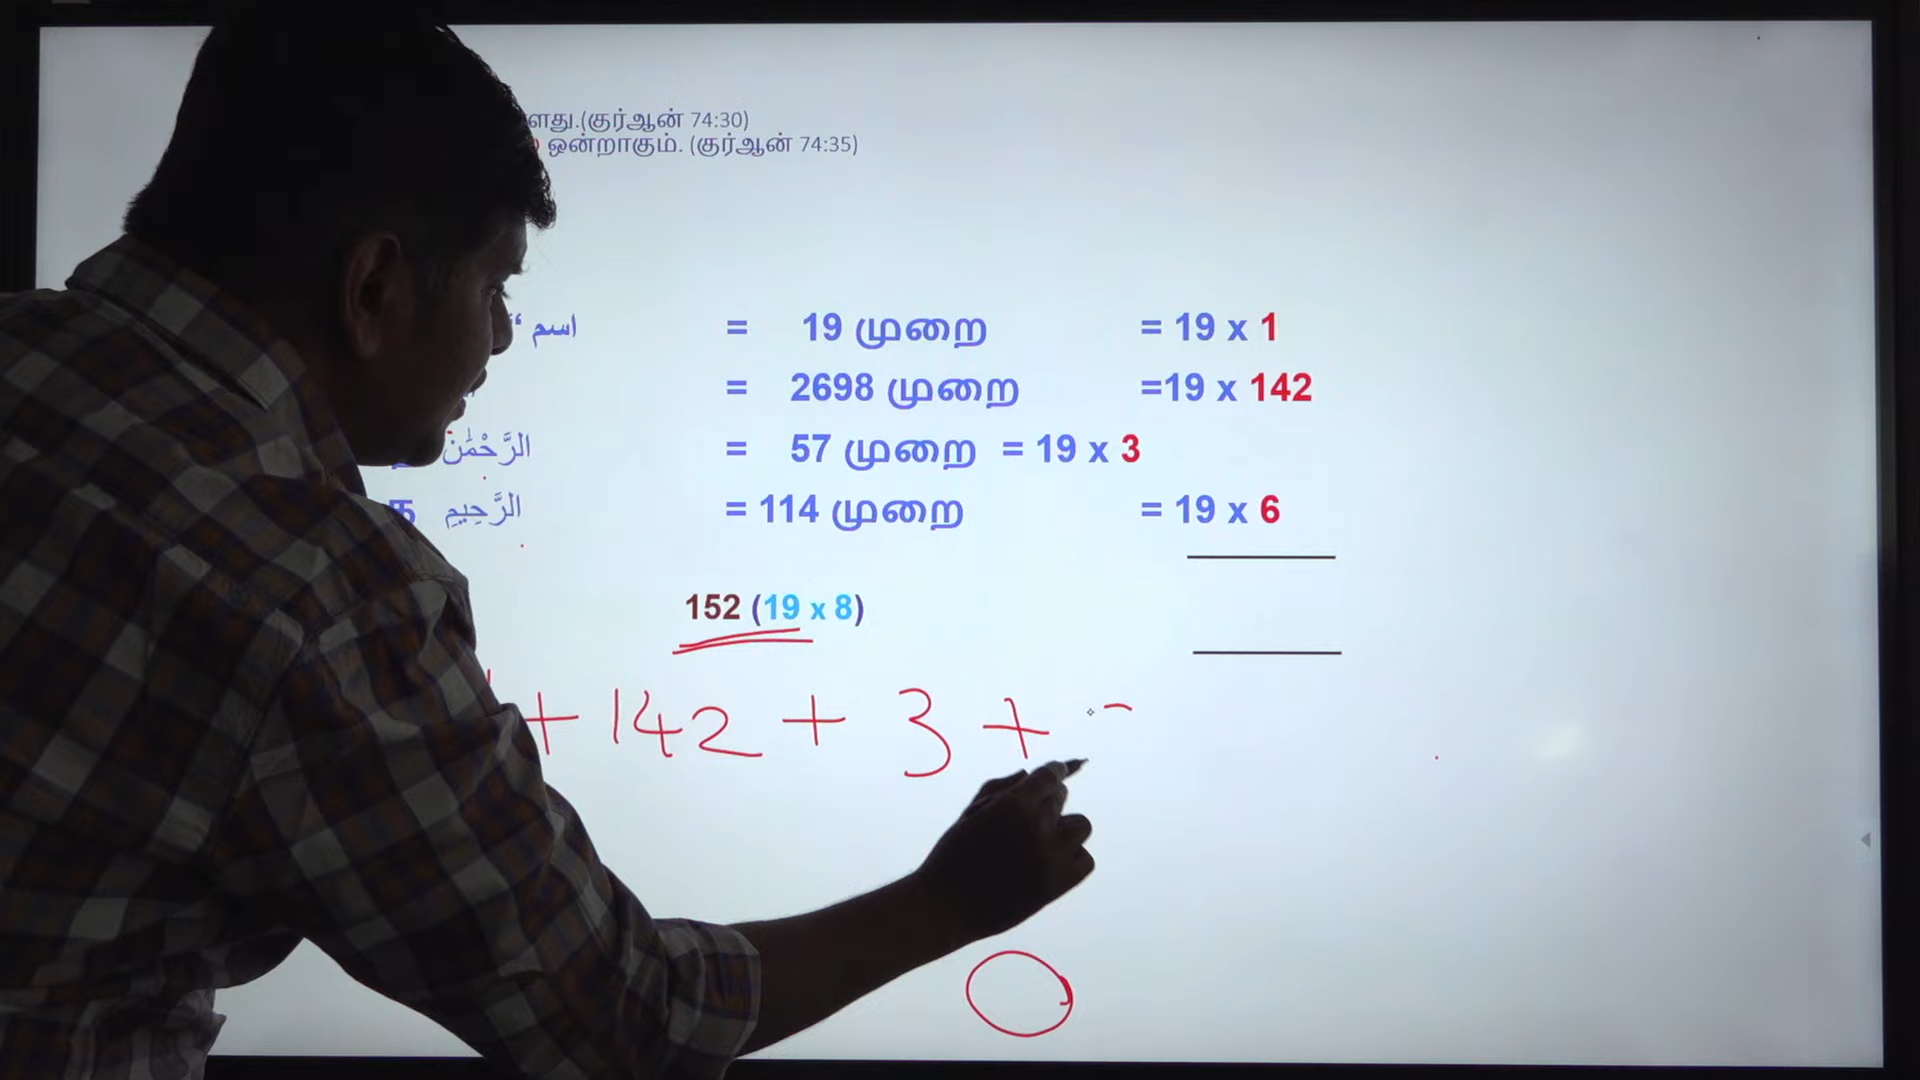 ளது.(குர்ஆன் 74:30)
ஒன்றாகும். (குர்ஆன் 74:35)
“ اسم = 19 முறை = 19 x 1
= 2698 முறை =19 x 142
الرَّحْمَٰن = 57 முறை = 19 x 3
الرَّحِيمِ = 114 முறை = 19 x 6
152 (19 x 8)
+ 142 + 3 +